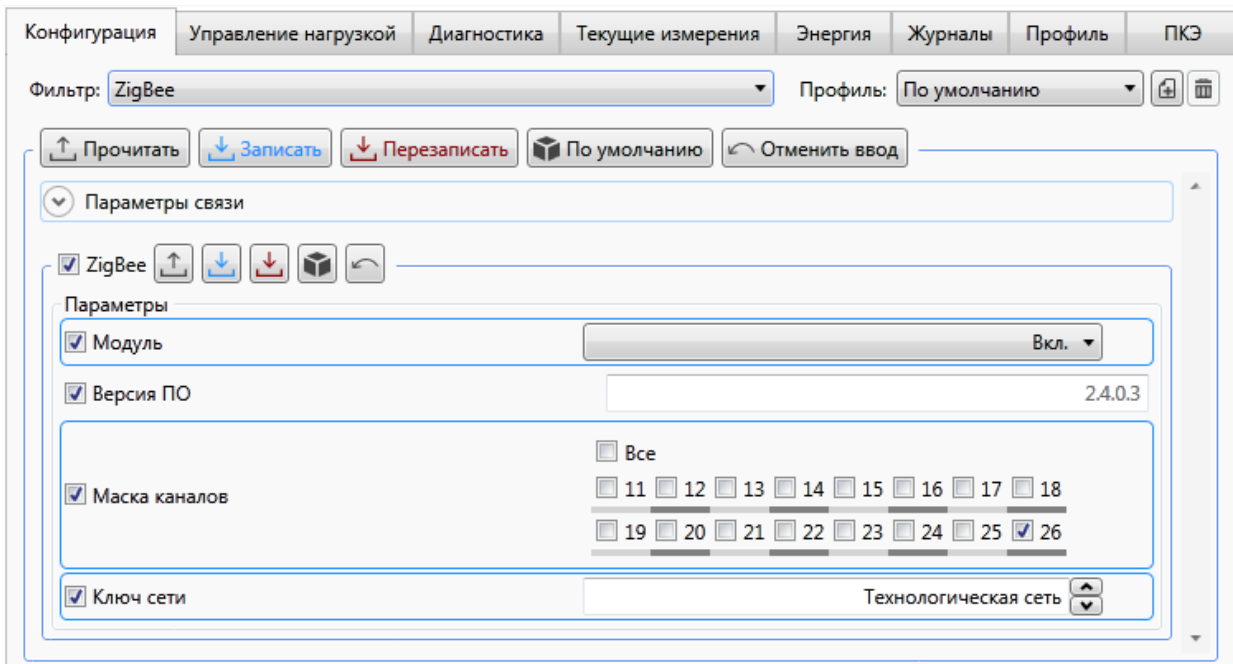 Конфигурация Управление нагрузкой Диагностика Текущие измерения Энергия Журналы Профиль ПКЭ
Фильтр: ZigBee Профиль: По умолчанию
Прочитать Записать Перезаписать По умолчанию Отменить ввод
Параметры связи
ZigBee
Параметры
Модуль Вкл.
Версия ПО 2.4.0.3
Все
11 12 13 14 15 16 17 18
Маска каналов
19 20 21 22 23 24 25 26
Ключ сети Технологическая сеть